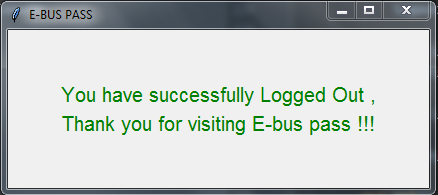 E-BUS PASS
You have successfully Logged Out ,
Thank you for visiting E-bus pass !!!